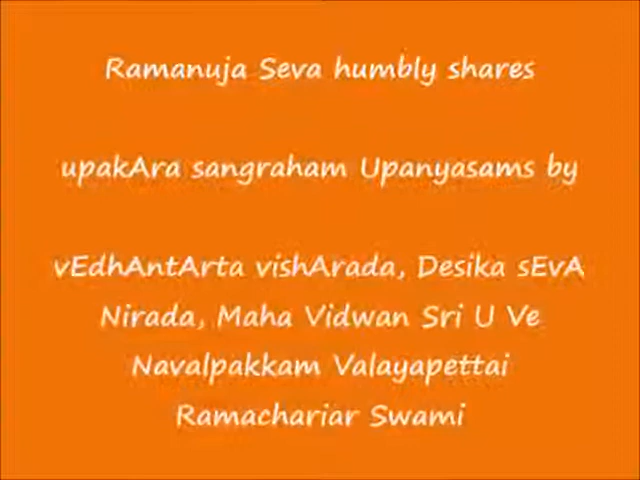 Ramanuja Seva humbly shares
upakAra sangraham Upanyasams by
vEdhAntArta vishArada, Desika sEvA
Nirada, Maha Vidwan Sri U Ve
Navalpakkam Valayapettai
Ramachariar Swami